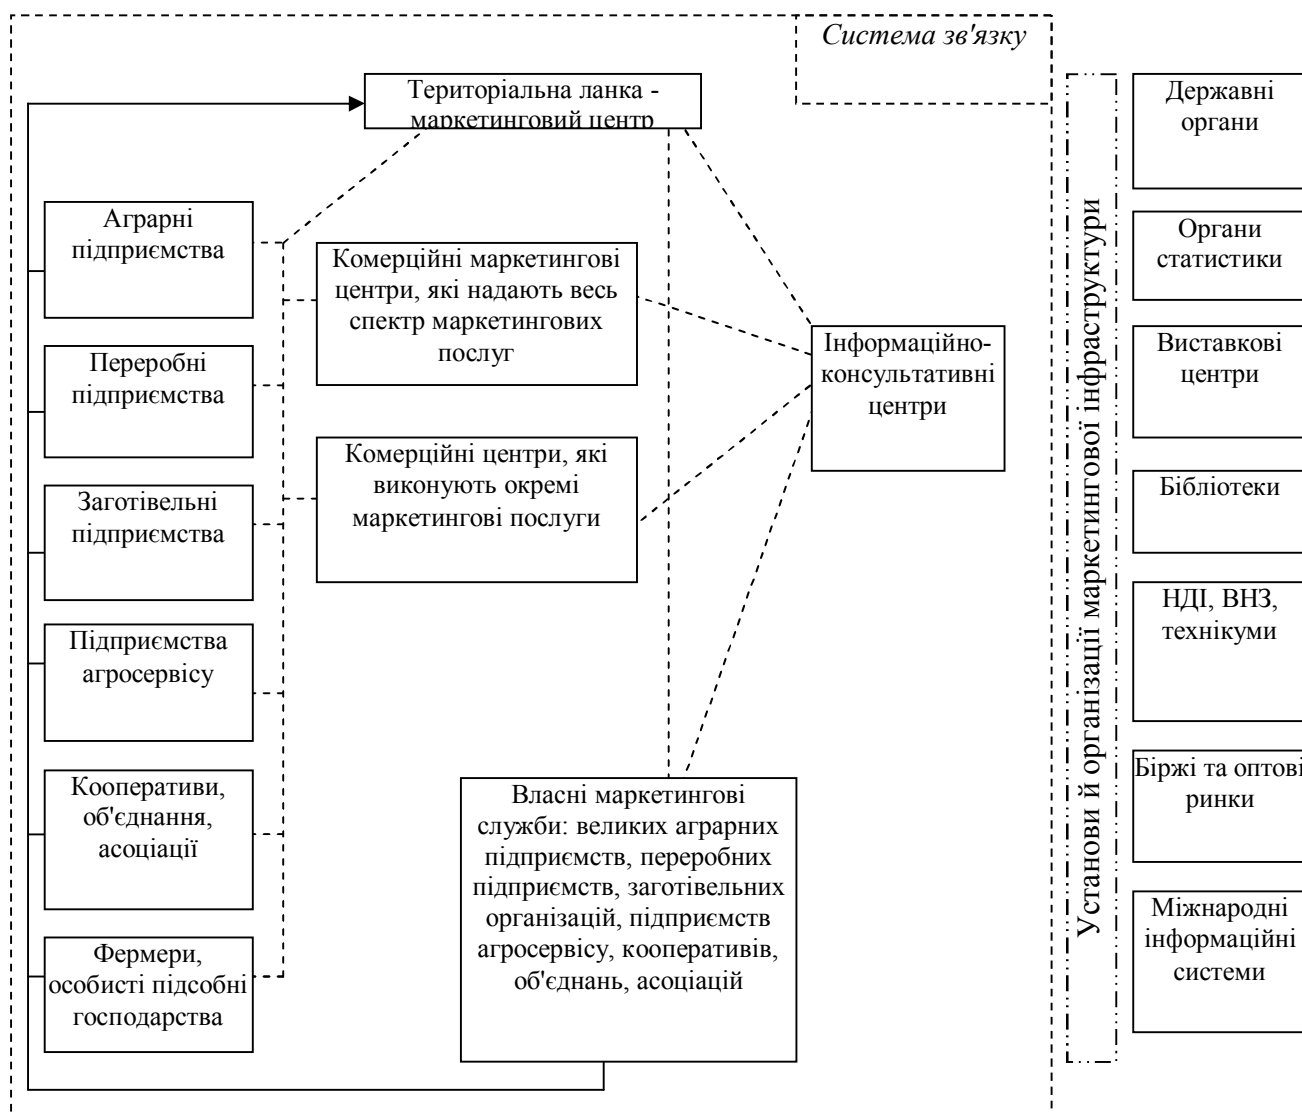 Система зв'язку
Територіальна ланка -
маркетинговий центр
Аграрні
підприємства
Переробні
підприємства
Заготівельні
підприємства
Підприємства
агросервісу
Кооперативи,
об'єднання,
асоціації
Фермери,
особисті підсобні
господарства
Комерційні маркетингові
центри, які надають весь
спектр маркетингових
послуг
Комерційні центри, які
виконують окремі
маркетингові послуги
Інформаційно-
консультативні
центри
Власні маркетингові
служби: великих аграрних
підприємств, переробних
підприємств, заготівельних
організацій, підприємств
агросервісу, кооперативів,
об'єднань, асоціацій
Установи й організації маркетингової інфраструктури
Державні
органи
Органи
статистики
Виставкові
центри
Бібліотеки
НДІ, ВНЗ,
технікуми
Біржі та оптові
ринки
Міжнародні
інформаційні
системи